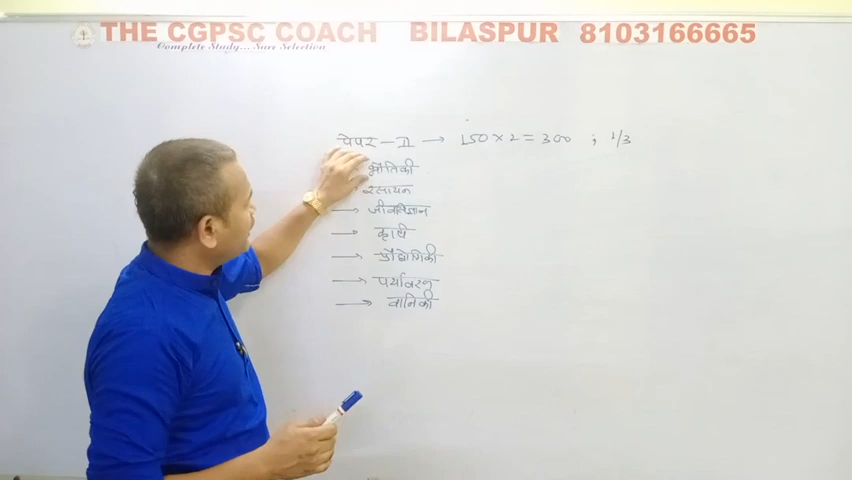 THE CGPSC COACH BILASPUR 8103166665
Complete Study... Sure Selection
पेपर - II → 150 × 2 = 300 ; 1/3
भौतिकी
रसायन
→ जीवविज्ञान
→ कृषि
→ प्रौद्योगिकी
→ पर्यावरण
→ वानिकी